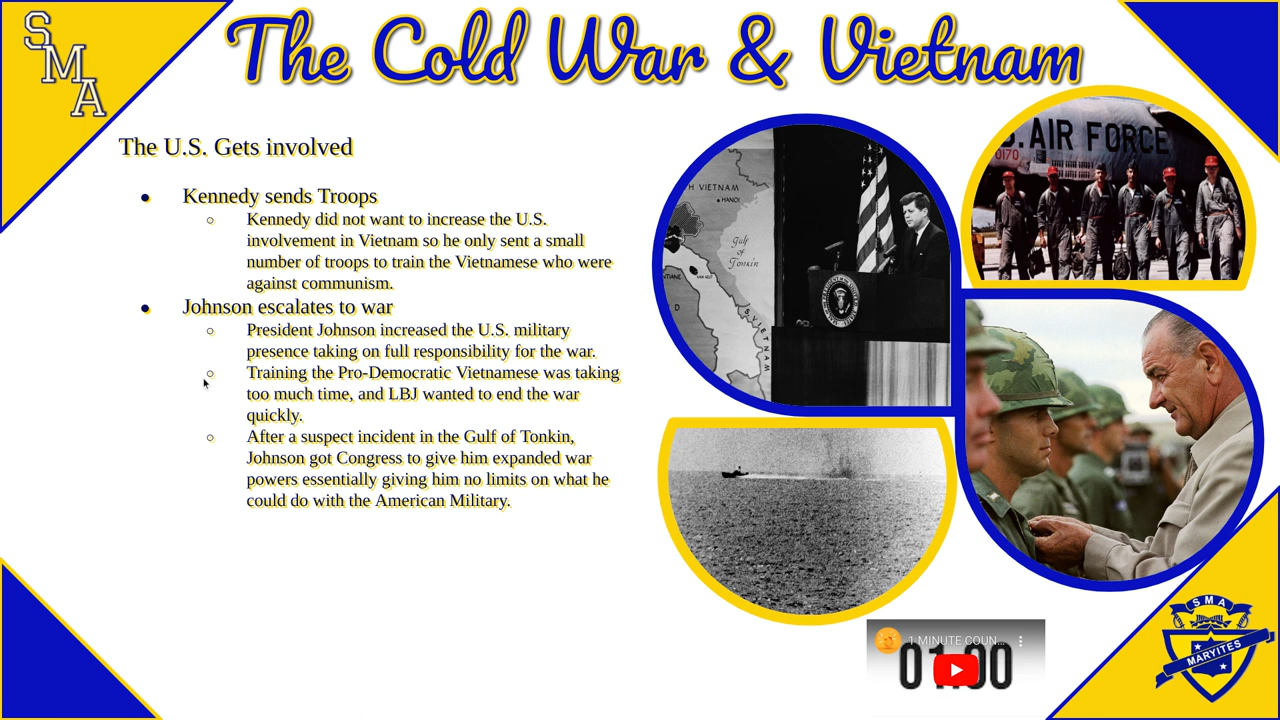 SMA
The Cold War & Vietnam
The U.S. Gets involved
Kennedy sends Troops
Kennedy did not want to increase the U.S.
involvement in Vietnam so he only sent a small
number of troops to train the Vietnamese who were
against communism.
Johnson escalates to war
President Johnson increased the U.S. military
presence taking on full responsibility for the war.
Training the Pro-Democratic Vietnamese was taking
too much time, and LBJ wanted to end the war
quickly.
After a suspect incident in the Gulf of Tonkin,
Johnson got Congress to give him expanded war
powers essentially giving him no limits on what he
could do with the American Military.
H VIETNAM
HANOI
Gulf
of
Tonkin
D
S. VIETNAM
AIR FORCE
0170
1 MINUTE COUN...
01:00
SMA
MARYITES